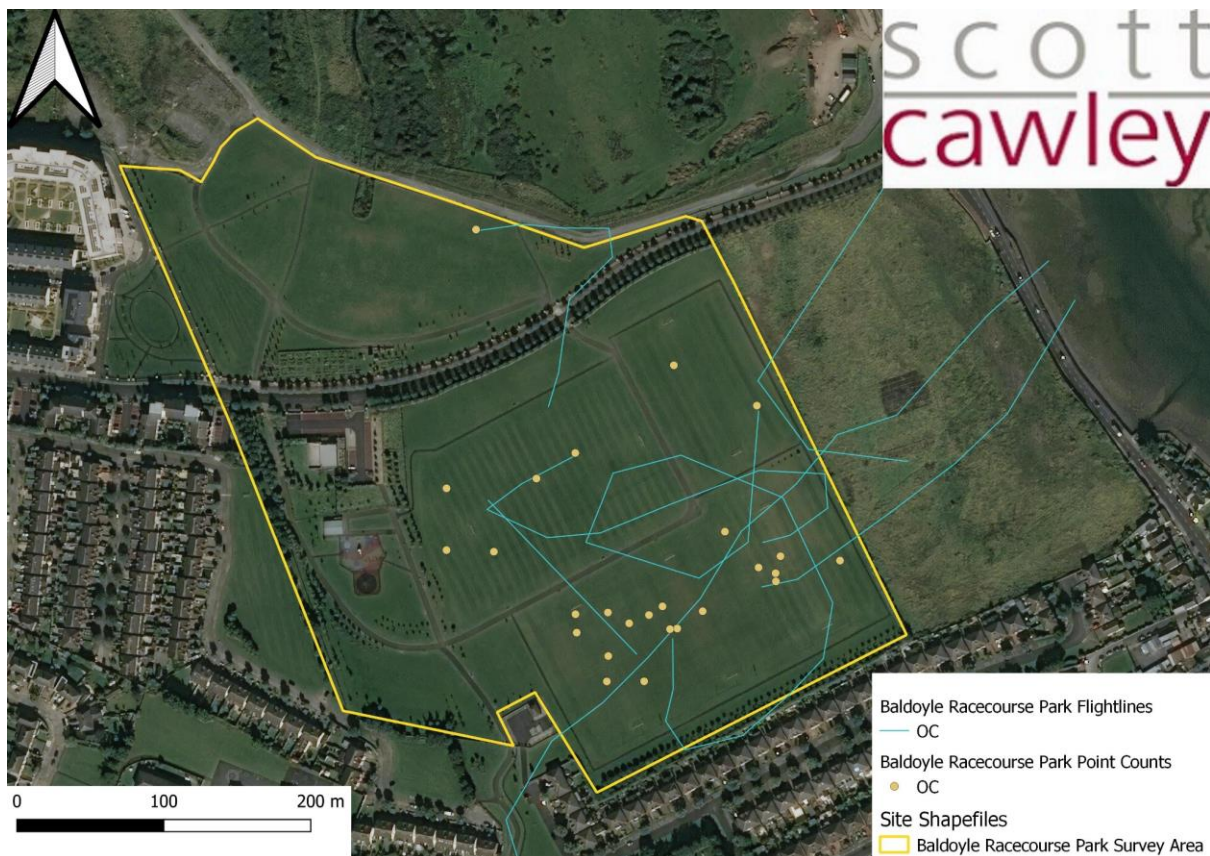 scott
cawley
Baldoyle Racecourse Park Flightlines
OC
Baldoyle Racecourse Park Point Counts
OC
Site Shapefiles
Baldoyle Racecourse Park Survey Area
0 100 200 m